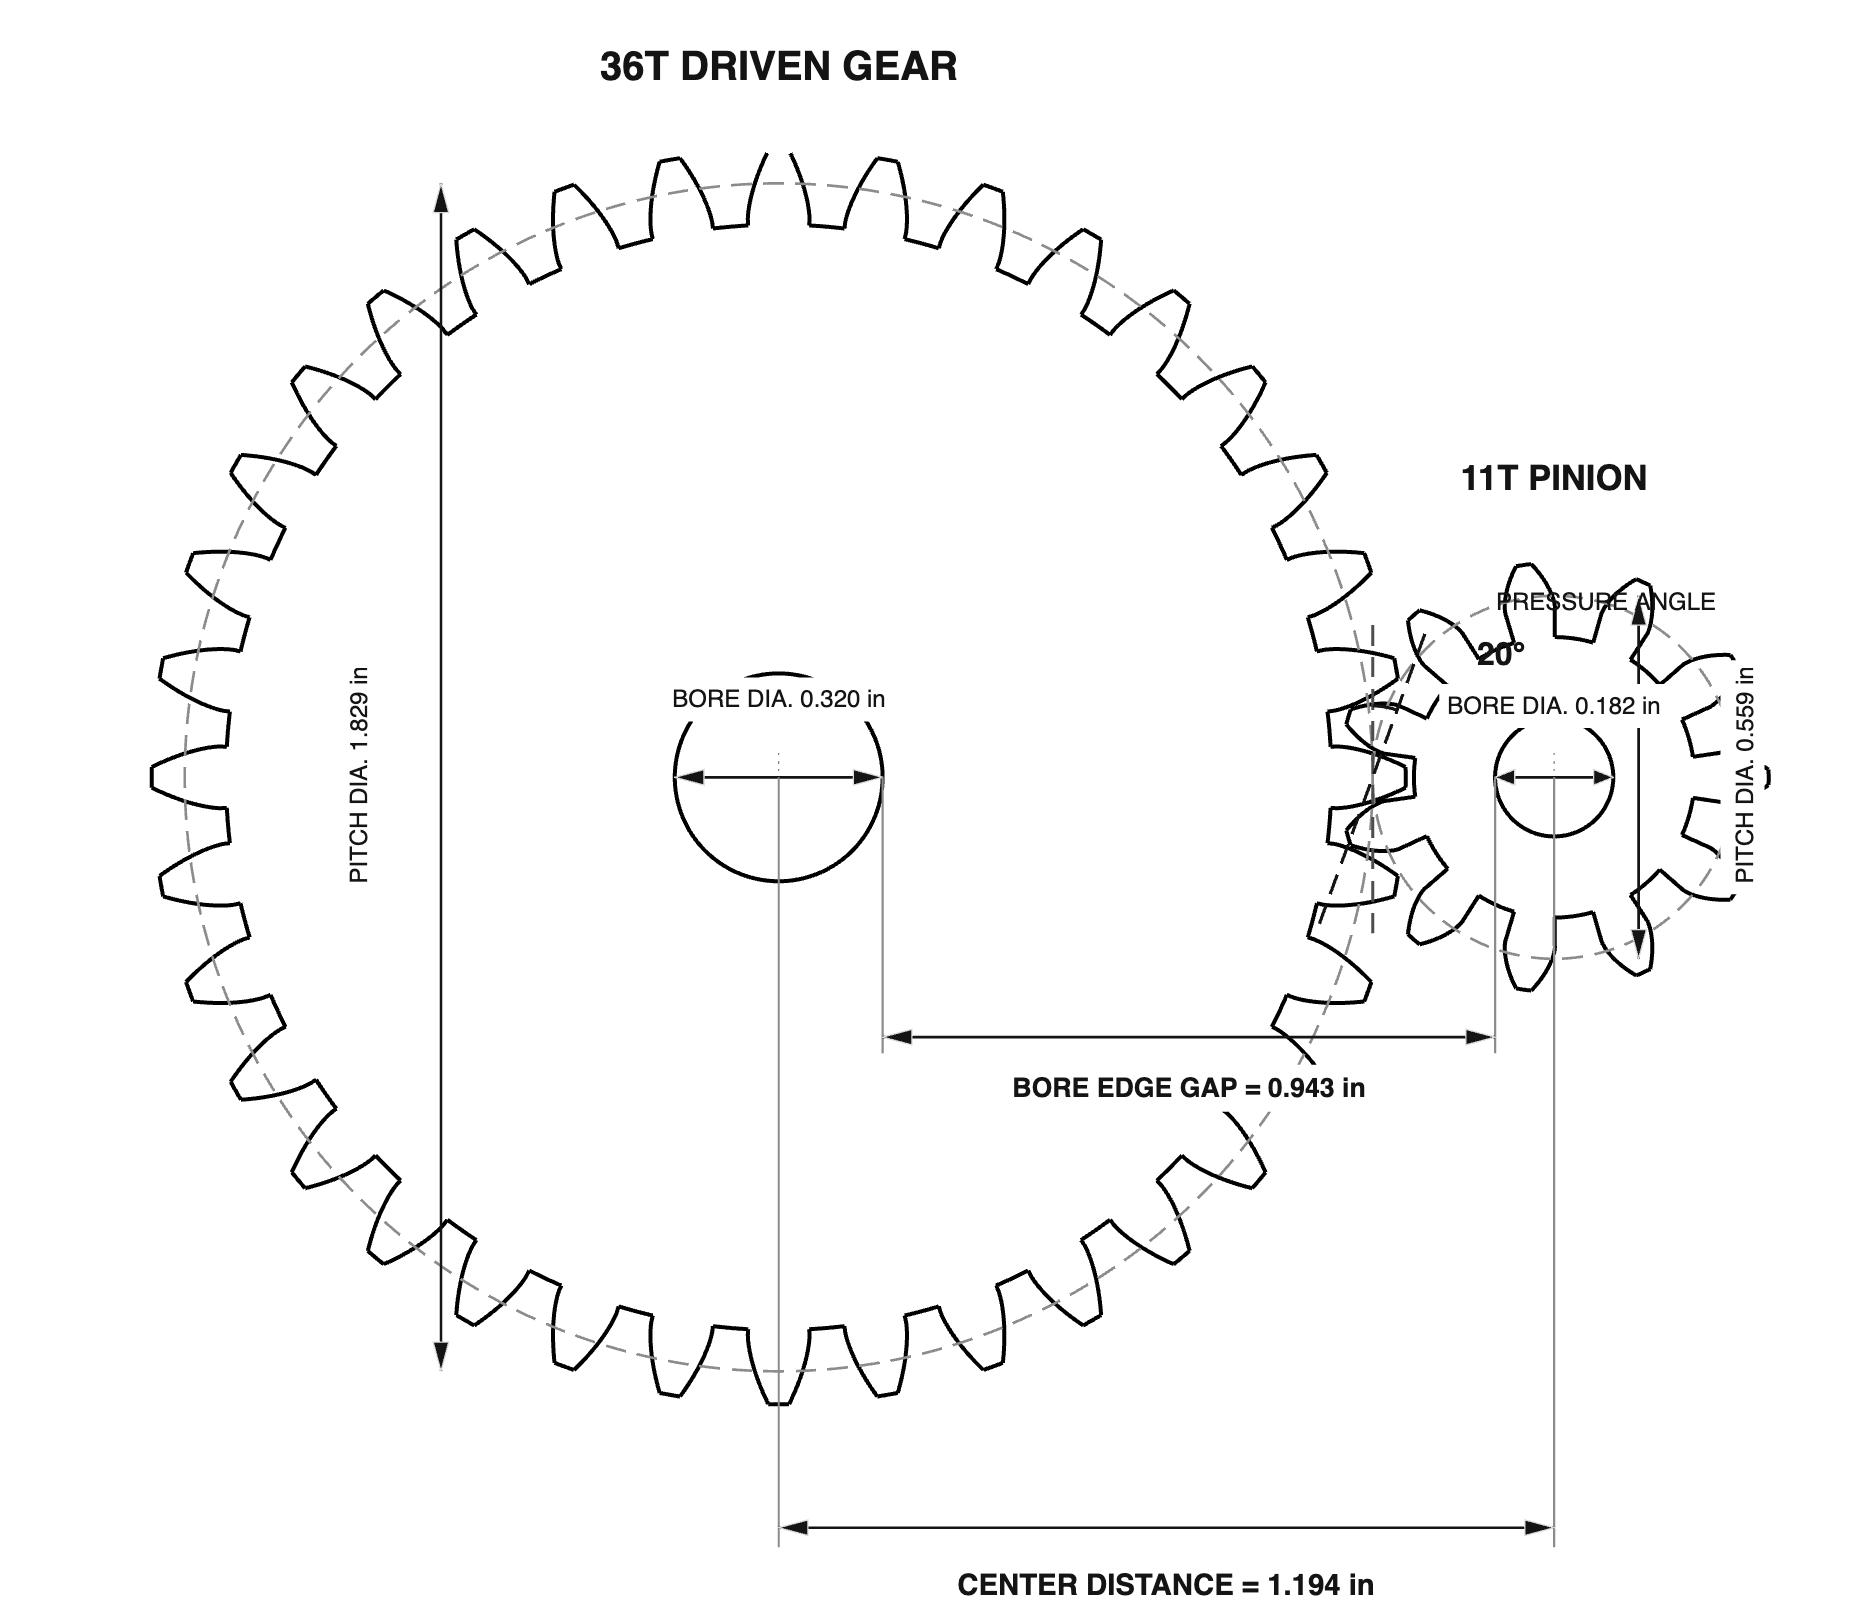 36T DRIVEN GEAR
11T PINION
PRESSURE ANGLE
20°
BORE DIA. 0.320 in
BORE DIA. 0.182 in
PITCH DIA. 1.829 in
PITCH DIA. 0.559 in
BORE EDGE GAP = 0.943 in
CENTER DISTANCE = 1.194 in